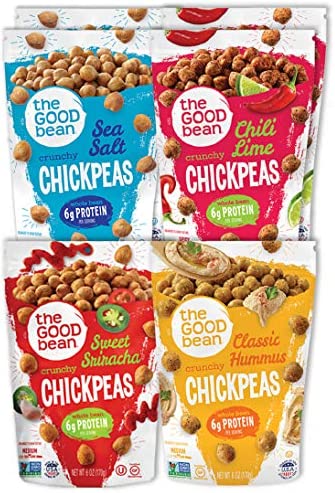 the
GOOD
bean
Sea
Salt
crunchy
CHICKPEAS
whole bean
6g PROTEIN
PER SERVING
the
GOOD
bean
Chili
Lime
crunchy
CHICKPEAS
whole bean
6g PROTEIN
PER SERVING
the
GOOD
bean
Sweet
Sriracha
crunchy
CHICKPEAS
whole bean
6g PROTEIN
PER SERVING
MEDIUM
NET WT 6 OZ (170g)
the
GOOD
bean
Classic
Hummus
crunchy
CHICKPEAS
whole bean
6g PROTEIN
PER SERVING
NET WT 6 OZ (170g)